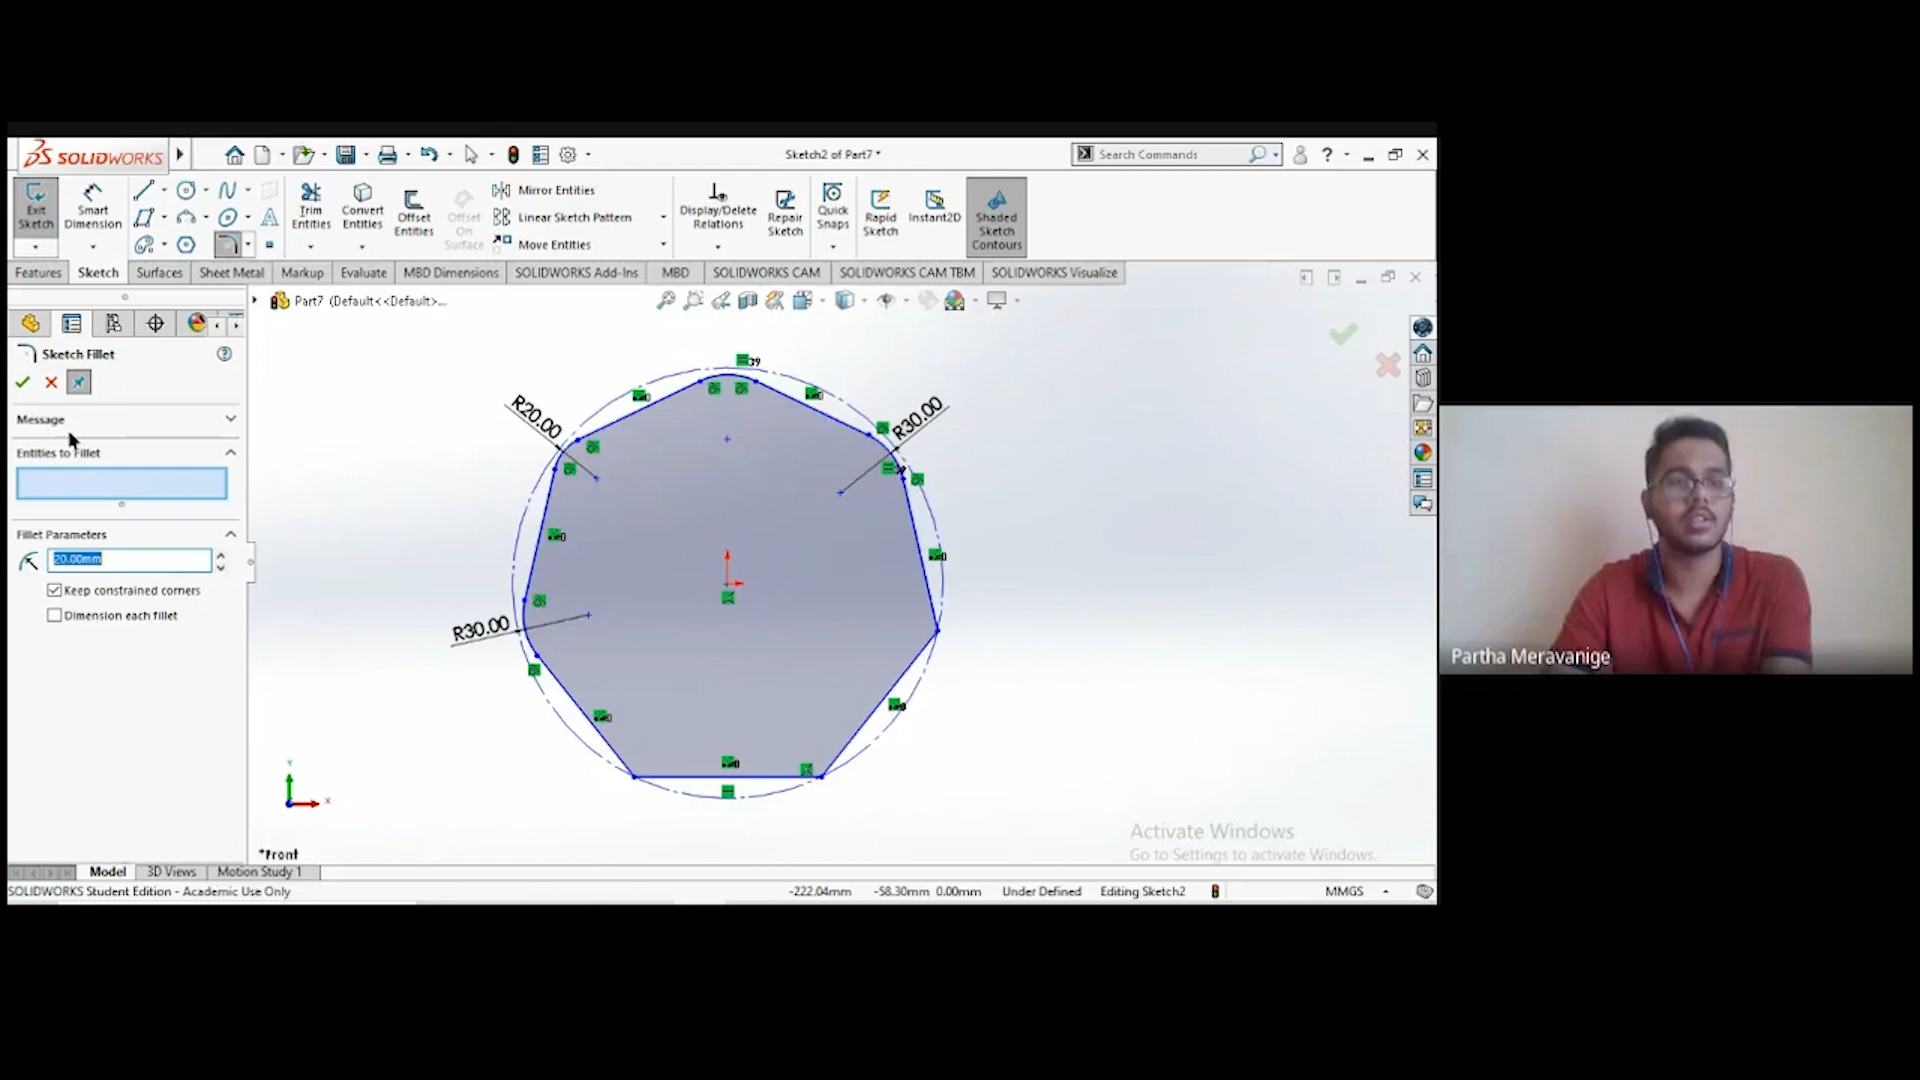 SOLIDWORKS
Sketch2 of Part7 *
Search Commands
?
Exit Sketch
Smart Dimension
Trim Entities
Convert Entities
Offset Entities
Offset On Surface
Mirror Entities
Linear Sketch Pattern
Move Entities
Display/Delete Relations
Repair Sketch
Quick Snaps
Rapid Sketch
Instant2D
Shaded Sketch Contours
Features
Sketch
Surfaces
Sheet Metal
Markup
Evaluate
MBD Dimensions
SOLIDWORKS Add-Ins
MBD
SOLIDWORKS CAM
SOLIDWORKS CAM TBM
SOLIDWORKS Visualize
Part7 (Default<<Default>...
Sketch Fillet
Message
Entities to Fillet
Fillet Parameters
20.00mm
Keep constrained corners
Dimension each fillet
R20.00
R30.00
R30.00
Y
X
*Front
Activate Windows
Go to Settings to activate Windows.
Model
3D Views
Motion Study 1
SOLIDWORKS Student Edition - Academic Use Only
-222.04mm
-58.30mm
0.00mm
Under Defined
Editing Sketch2
MMGS
Partha Meravanige